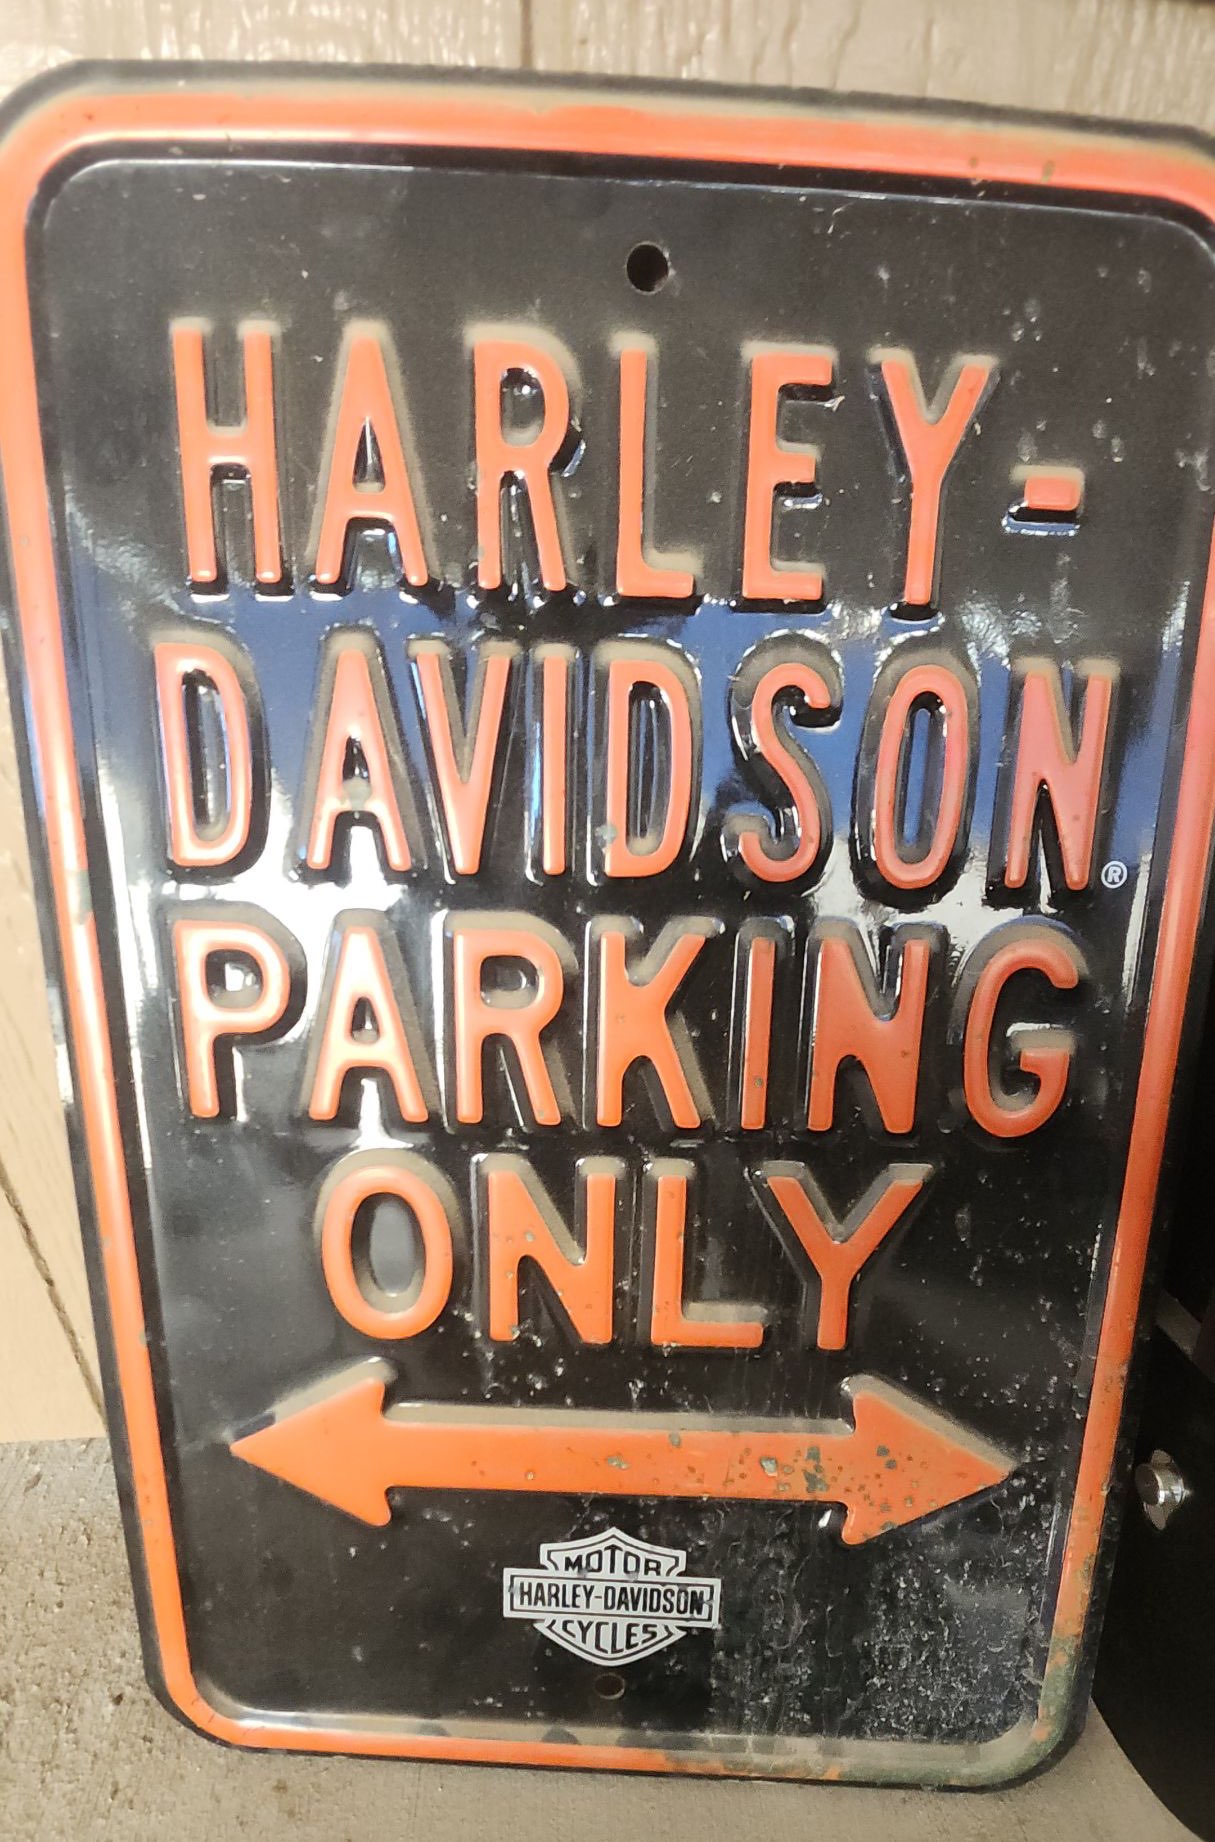 HARLEY-
DAVIDSON®
PARKING
ONLY
MOTOR
HARLEY-DAVIDSON
CYCLES